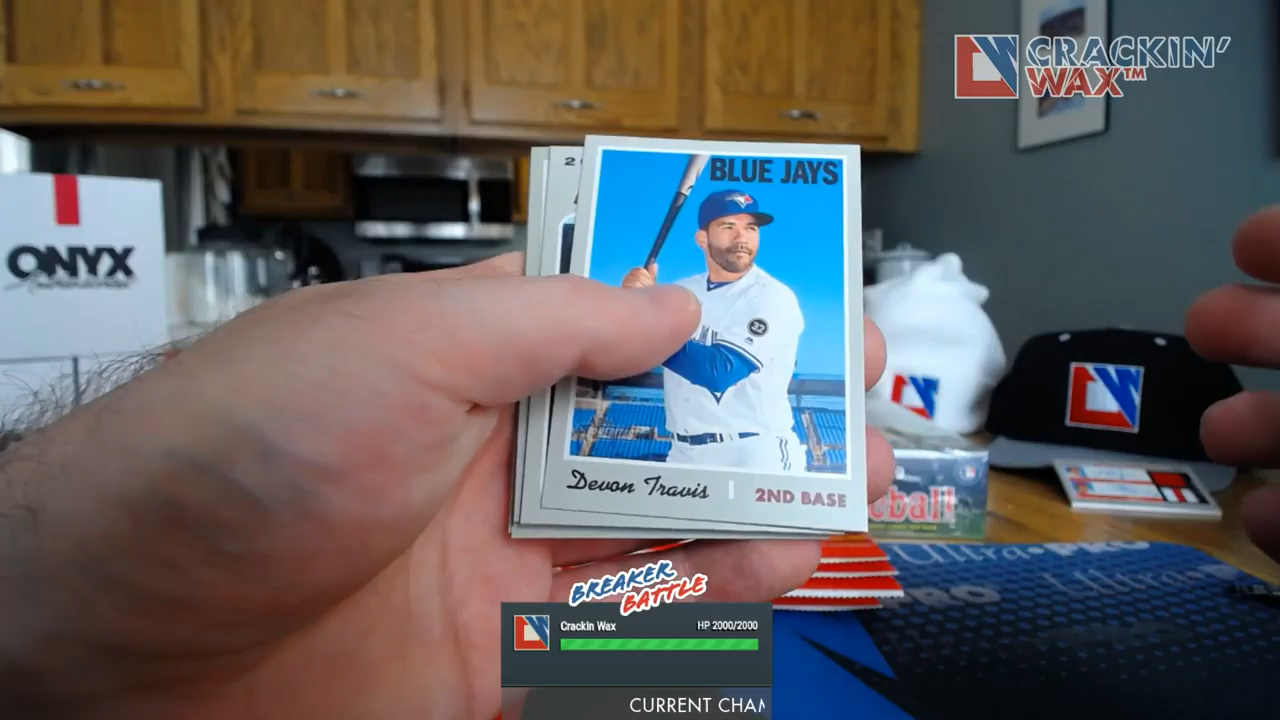 CRACKIN'
WAX™
BLUE JAYS
ONYX
32
Devon Travis
2ND BASE
PRO
BREAKER
BATTLE
Crackin Wax
HP 2000/2000
CURRENT CHAM